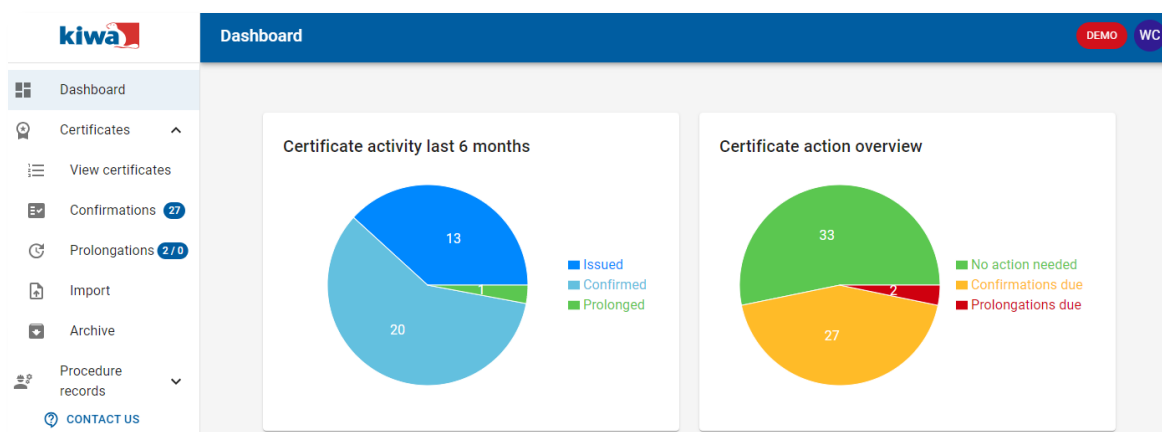 kiwa
Dashboard
DEMO
WC
Dashboard
Certificates
View certificates
Confirmations 27
Prolongations 2 / 0
Import
Archive
Procedure
records
CONTACT US
Certificate activity last 6 months
13
1
20
Issued
Confirmed
Prolonged
Certificate action overview
33
2
27
No action needed
Confirmations due
Prolongations due